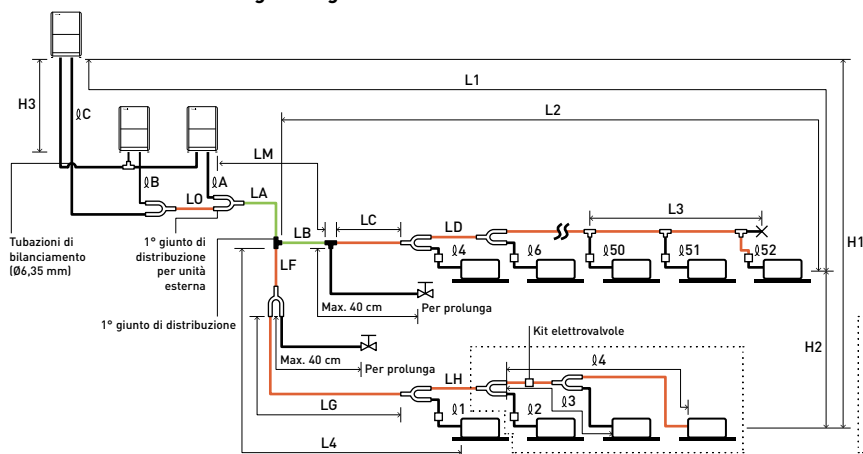 L1
H3
ℓC
L2
LM
ℓB
ℓA
LO
LA
LB
LC
LD
L3
H1
Tubazioni di
bilanciamento
(Ø6,35 mm)
1° giunto di
distribuzione
per unità
esterna
LF
ℓ4
ℓ6
ℓ50
ℓ51
ℓ52
1° giunto di distribuzione
Max. 40 cm
Per prolunga
H2
Kit elettrovalvole
Max. 40 cm
Per prolunga
LH
ℓ4
LG
ℓ1
ℓ2
ℓ3
L4